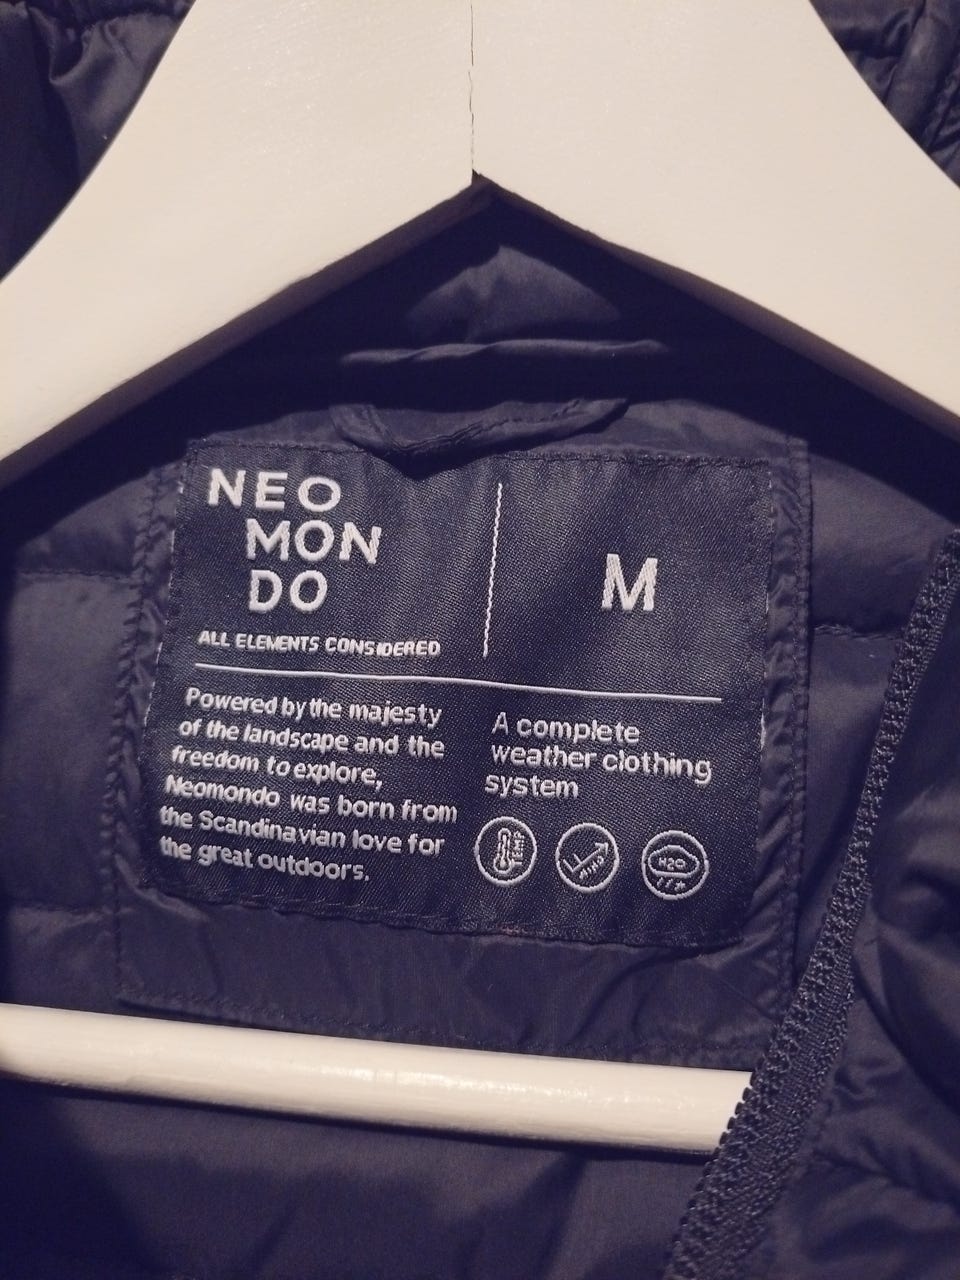 NEO
MON
DO
ALL ELEMENTS CONSIDERED
M
Powered by the majesty
of the landscape and the
freedom to explore,
Neomondo was born from
the Scandinavian love for
the great outdoors.
A complete
weather clothing
system
H2O